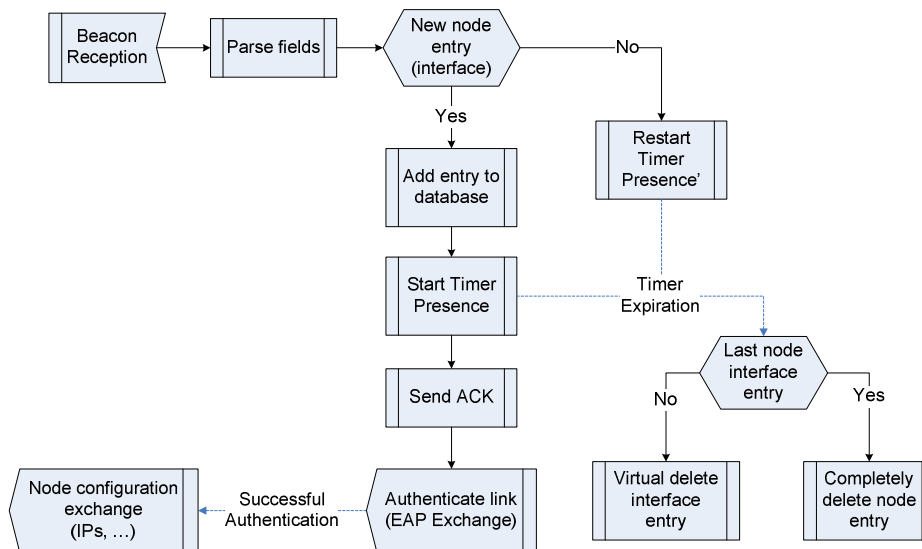 Beacon
Reception
Parse fields
New node
entry
(interface)
No
Yes
Restart
Timer
Presence’
Add entry to
database
Start Timer
Presence
Timer
Expiration
Last node
interface
entry
Send ACK
No
Yes
Node configuration
exchange
(IPs, …)
Successful
Authentication
Authenticate link
(EAP Exchange)
Virtual delete
interface
entry
Completely
delete node
entry